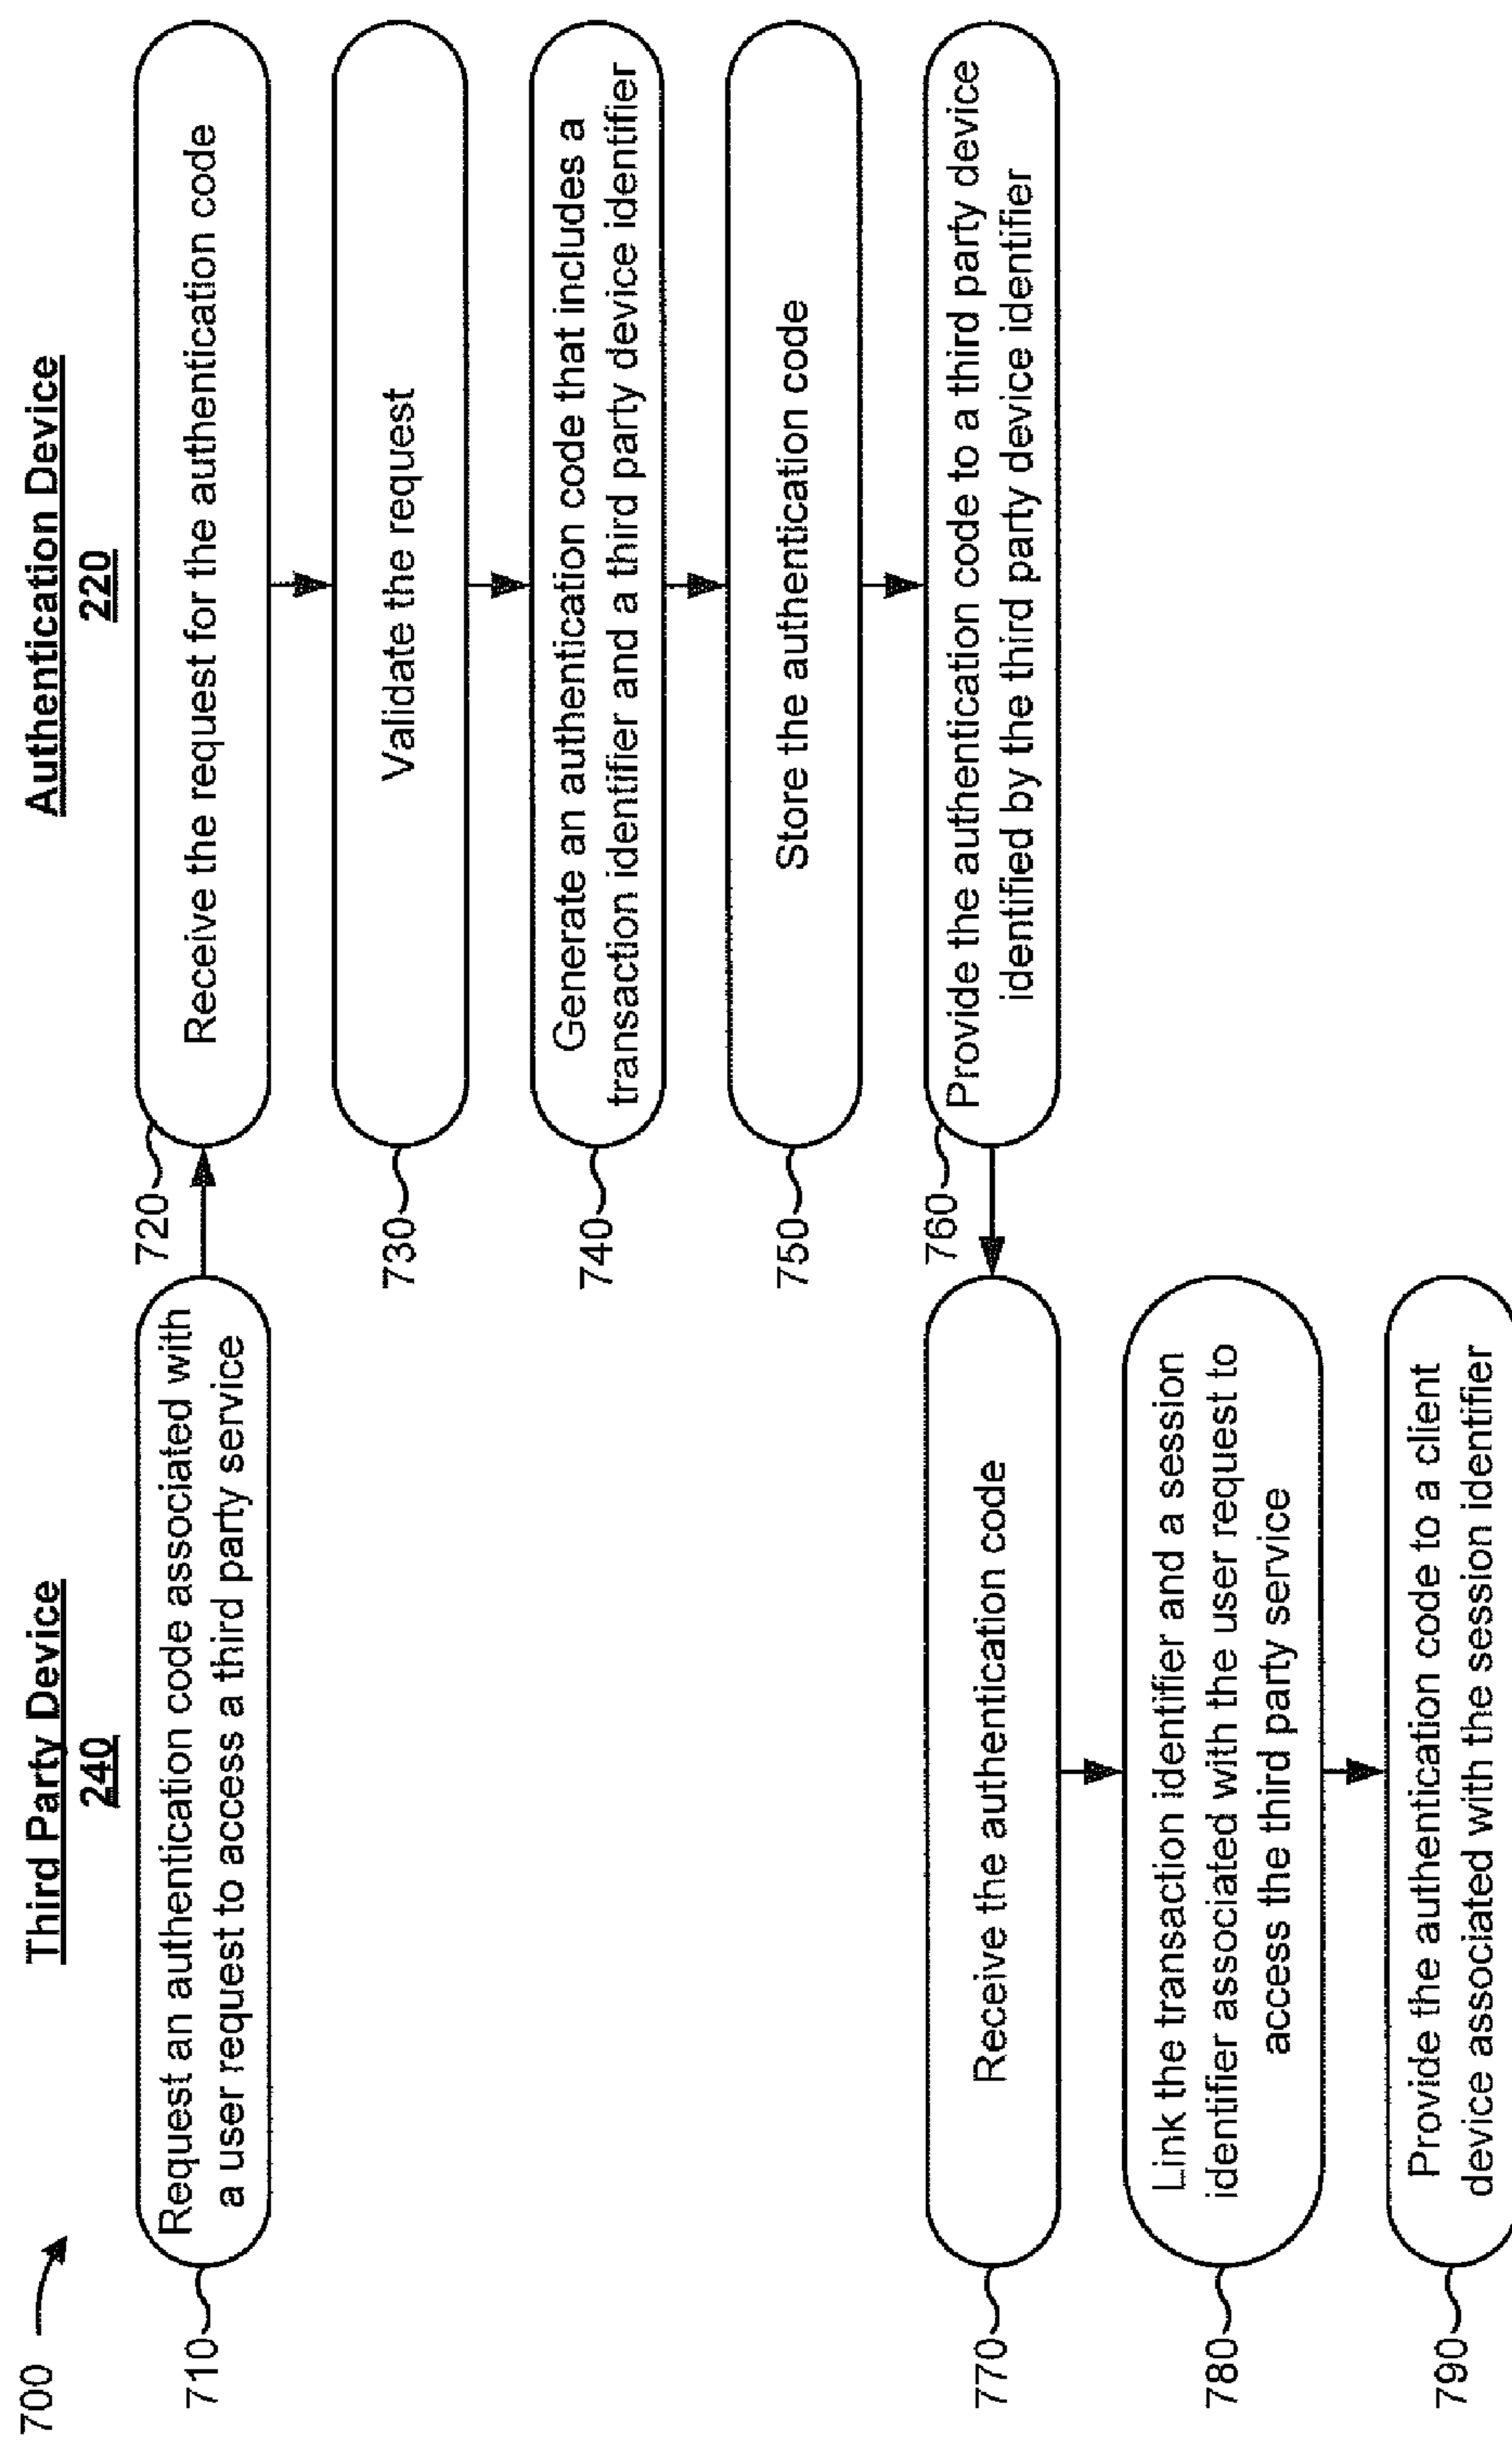 700
Third Party Device
240
Authentication Device
220
710
Request an authentication code associated with
a user request to access a third party service
720
Receive the request for the authentication code
730
Validate the request
740
Generate an authentication code that includes a
transaction identifier and a third party device identifier
750
Store the authentication code
760
Provide the authentication code to a third party device
identified by the third party device identifier
770
Receive the authentication code
780
Link the transaction identifier and a session
identifier associated with the user request to
access the third party service
790
Provide the authentication code to a client
device associated with the session identifier